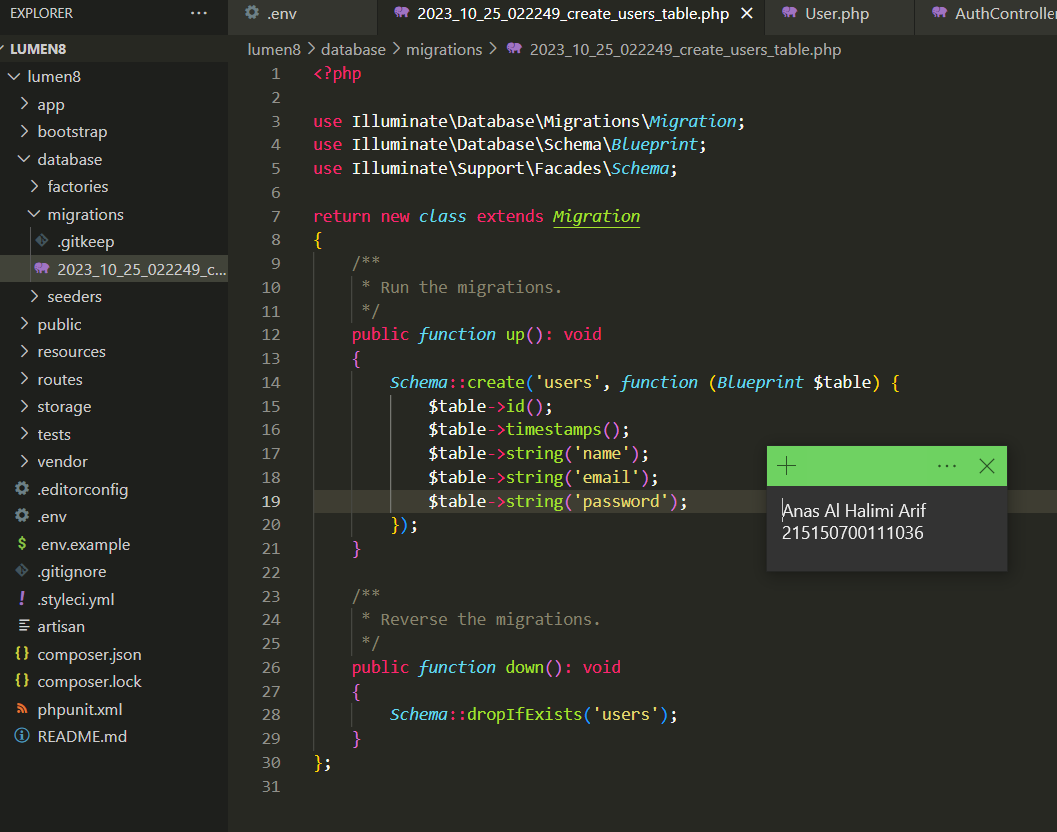 EXPLORER ...
LUMEN8
lumen8
app
bootstrap
database
factories
migrations
.gitkeep
2023_10_25_022249_c...
seeders
public
resources
routes
storage
tests
vendor
.editorconfig
.env
.env.example
.gitignore
.styleci.yml
artisan
composer.json
composer.lock
phpunit.xml
README.md
.env
2023_10_25_022249_create_users_table.php
User.php
AuthController
lumen8 > database > migrations > 2023_10_25_022249_create_users_table.php
1 <?php
2
3 use Illuminate\Database\Migrations\Migration;
4 use Illuminate\Database\Schema\Blueprint;
5 use Illuminate\Support\Facades\Schema;
6
7 return new class extends Migration
8 {
9 /**
10 * Run the migrations.
11 */
12 public function up(): void
13 {
14 Schema::create('users', function (Blueprint $table) {
15 $table->id();
16 $table->timestamps();
17 $table->string('name');
18 $table->string('email');
19 $table->string('password');
20 });
21 }
22
23 /**
24 * Reverse the migrations.
25 */
26 public function down(): void
27 {
28 Schema::dropIfExists('users');
29 }
30 };
31
Anas Al Halimi Arif
215150700111036